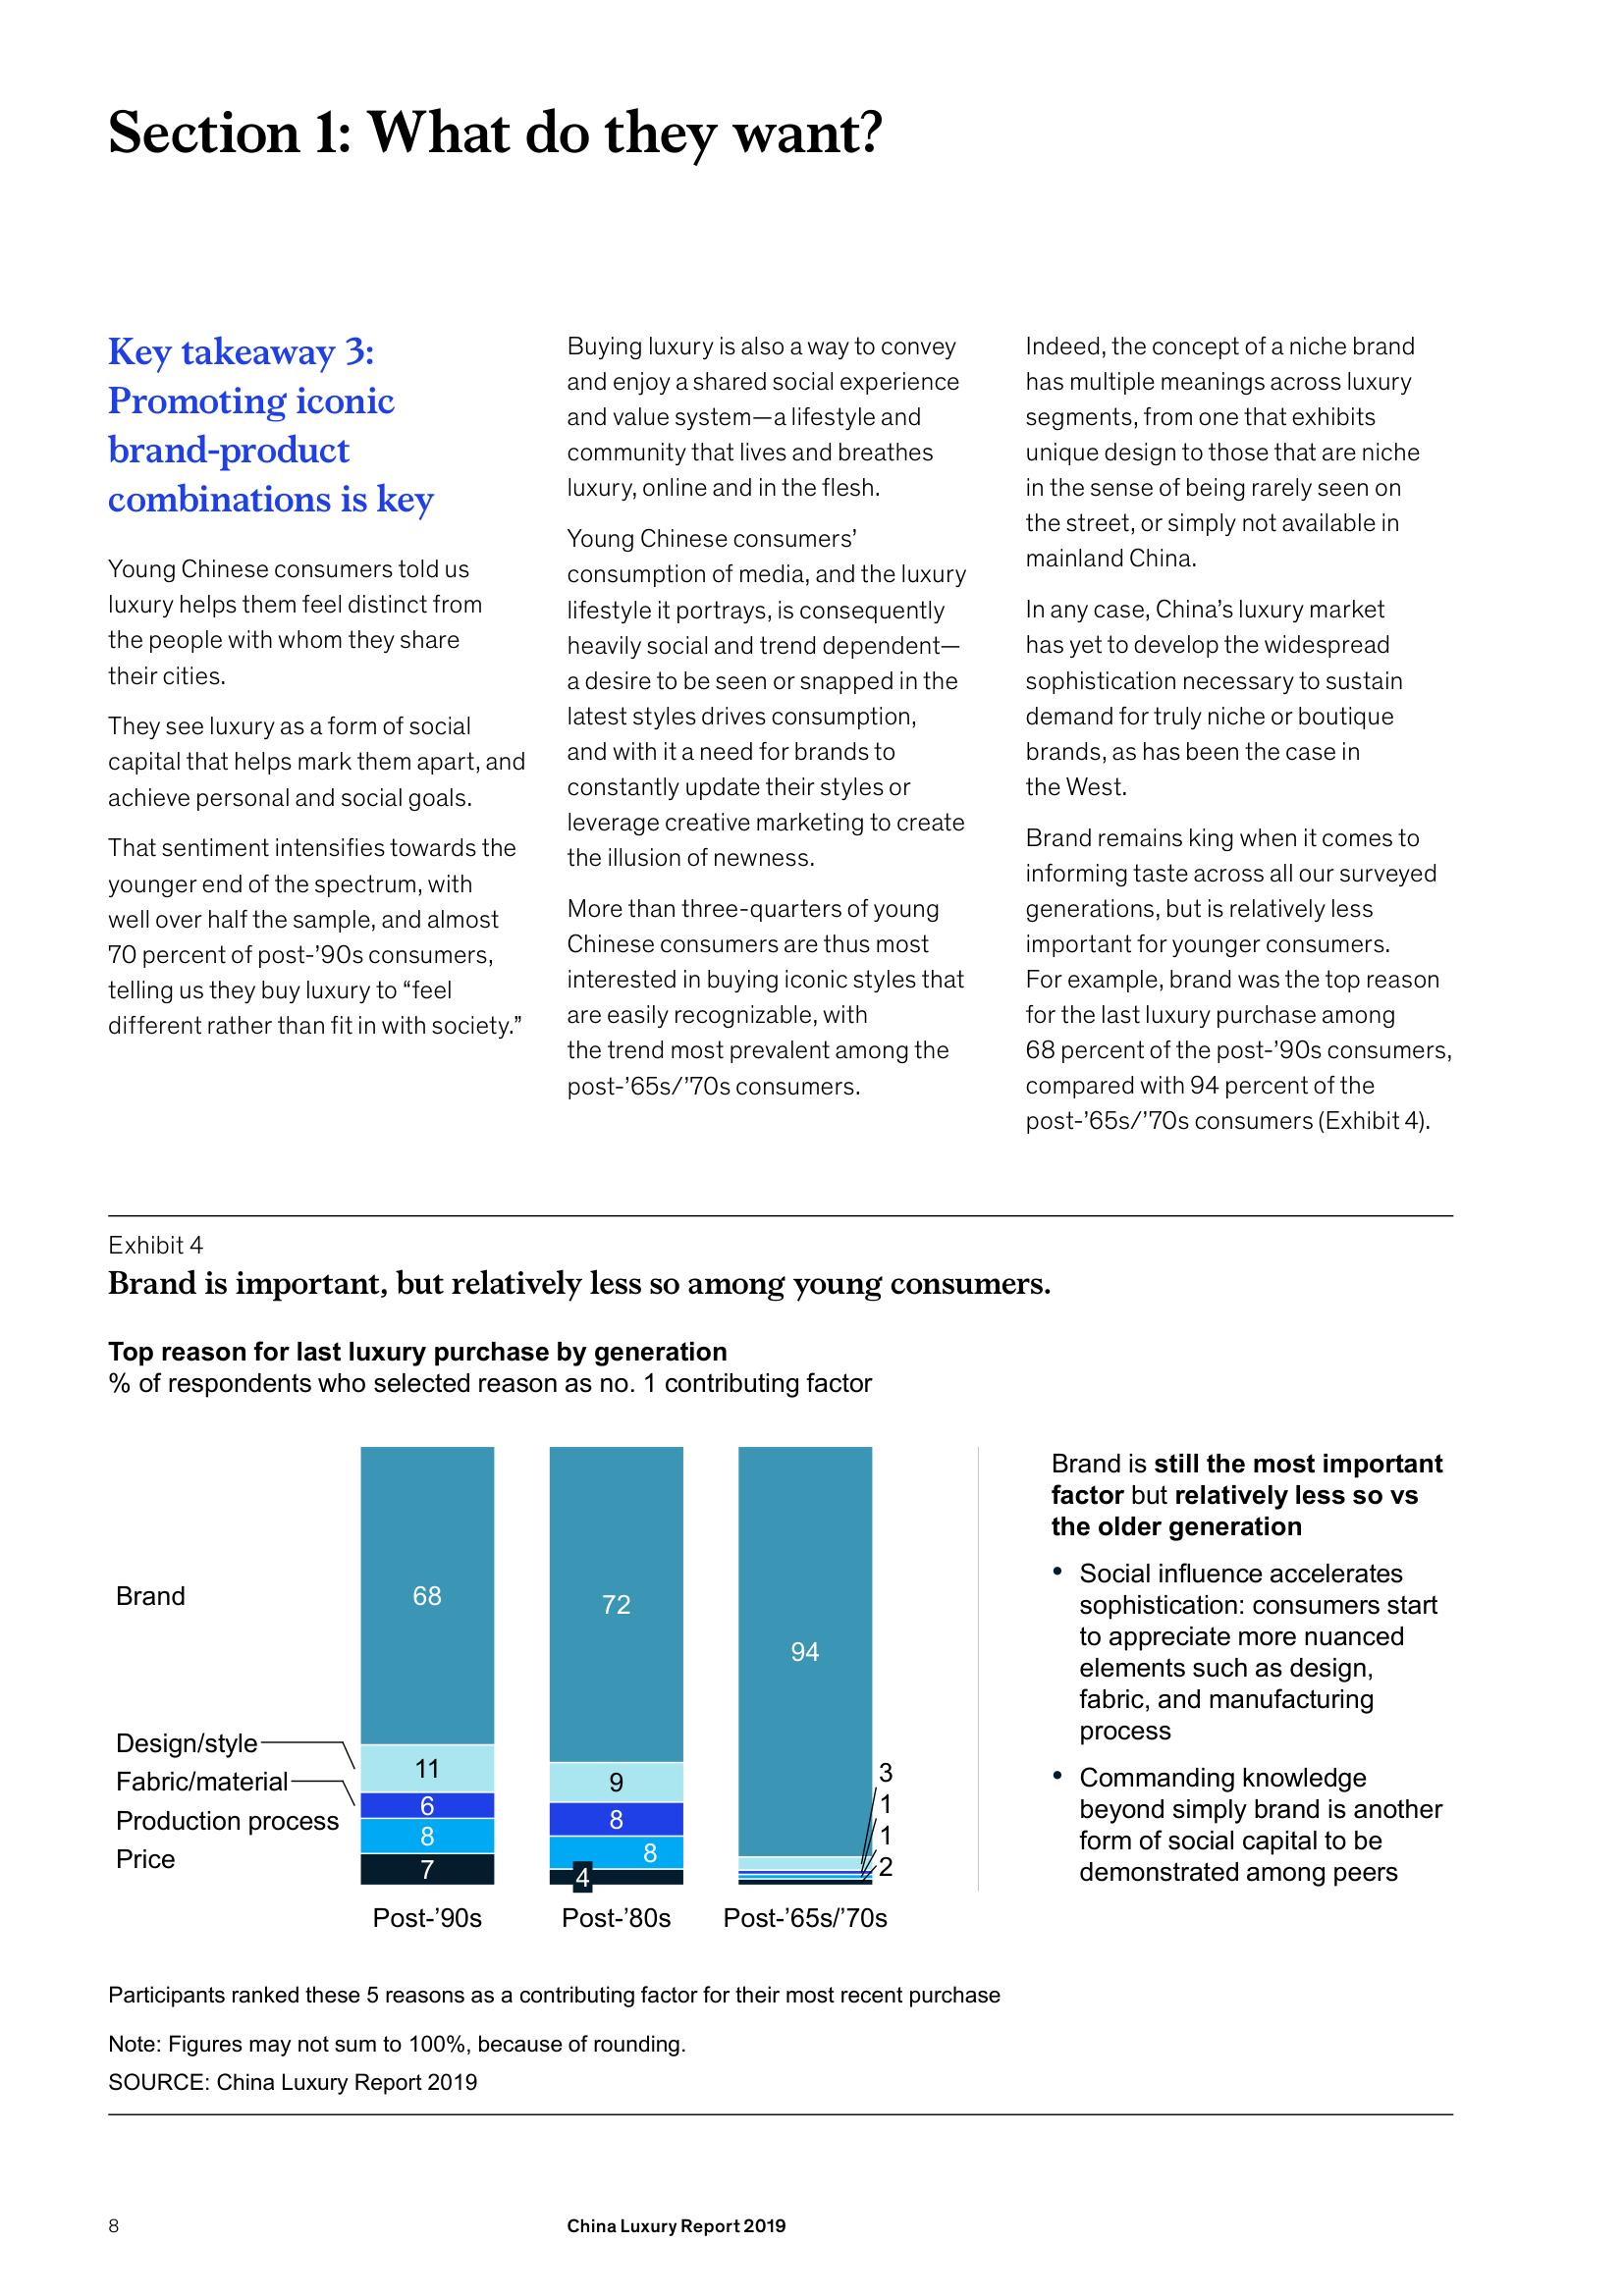 Section 1: What do they want?
Key takeaway 3:
Promoting iconic
brand-product
combinations is key
Young Chinese consumers told us
luxury helps them feel distinct from
the people with whom they share
their cities.
They see luxury as a form of social
capital that helps mark them apart, and
achieve personal and social goals.
That sentiment intensifies towards the
younger end of the spectrum, with
well over half the sample, and almost
70 percent of post-’90s consumers,
telling us they buy luxury to “feel
different rather than fit in with society.”
Buying luxury is also a way to convey
and enjoy a shared social experience
and value system—a lifestyle and
community that lives and breathes
luxury, online and in the flesh.
Young Chinese consumers’
consumption of media, and the luxury
lifestyle it portrays, is consequently
heavily social and trend dependent—
a desire to be seen or snapped in the
latest styles drives consumption,
and with it a need for brands to
constantly update their styles or
leverage creative marketing to create
the illusion of newness.
More than three-quarters of young
Chinese consumers are thus most
interested in buying iconic styles that
are easily recognizable, with
the trend most prevalent among the
post-’65s/’70s consumers.
Indeed, the concept of a niche brand
has multiple meanings across luxury
segments, from one that exhibits
unique design to those that are niche
in the sense of being rarely seen on
the street, or simply not available in
mainland China.
In any case, China’s luxury market
has yet to develop the widespread
sophistication necessary to sustain
demand for truly niche or boutique
brands, as has been the case in
the West.
Brand remains king when it comes to
informing taste across all our surveyed
generations, but is relatively less
important for younger consumers.
For example, brand was the top reason
for the last luxury purchase among
68 percent of the post-’90s consumers,
compared with 94 percent of the
post-’65s/’70s consumers (Exhibit 4).
Exhibit 4
Brand is important, but relatively less so among young consumers.
Top reason for last luxury purchase by generation
% of respondents who selected reason as no. 1 contributing factor
Brand
Design/style
Fabric/material
Production process
Price
68
11
6
8
7
Post-’90s
72
9
8
8
4
Post-’80s
94
3
1
1
2
Post-’65s/’70s
Brand is still the most important
factor but relatively less so vs
the older generation
• Social influence accelerates
sophistication: consumers start
to appreciate more nuanced
elements such as design,
fabric, and manufacturing
process
• Commanding knowledge
beyond simply brand is another
form of social capital to be
demonstrated among peers
Participants ranked these 5 reasons as a contributing factor for their most recent purchase
Note: Figures may not sum to 100%, because of rounding.
SOURCE: China Luxury Report 2019
8
China Luxury Report 2019